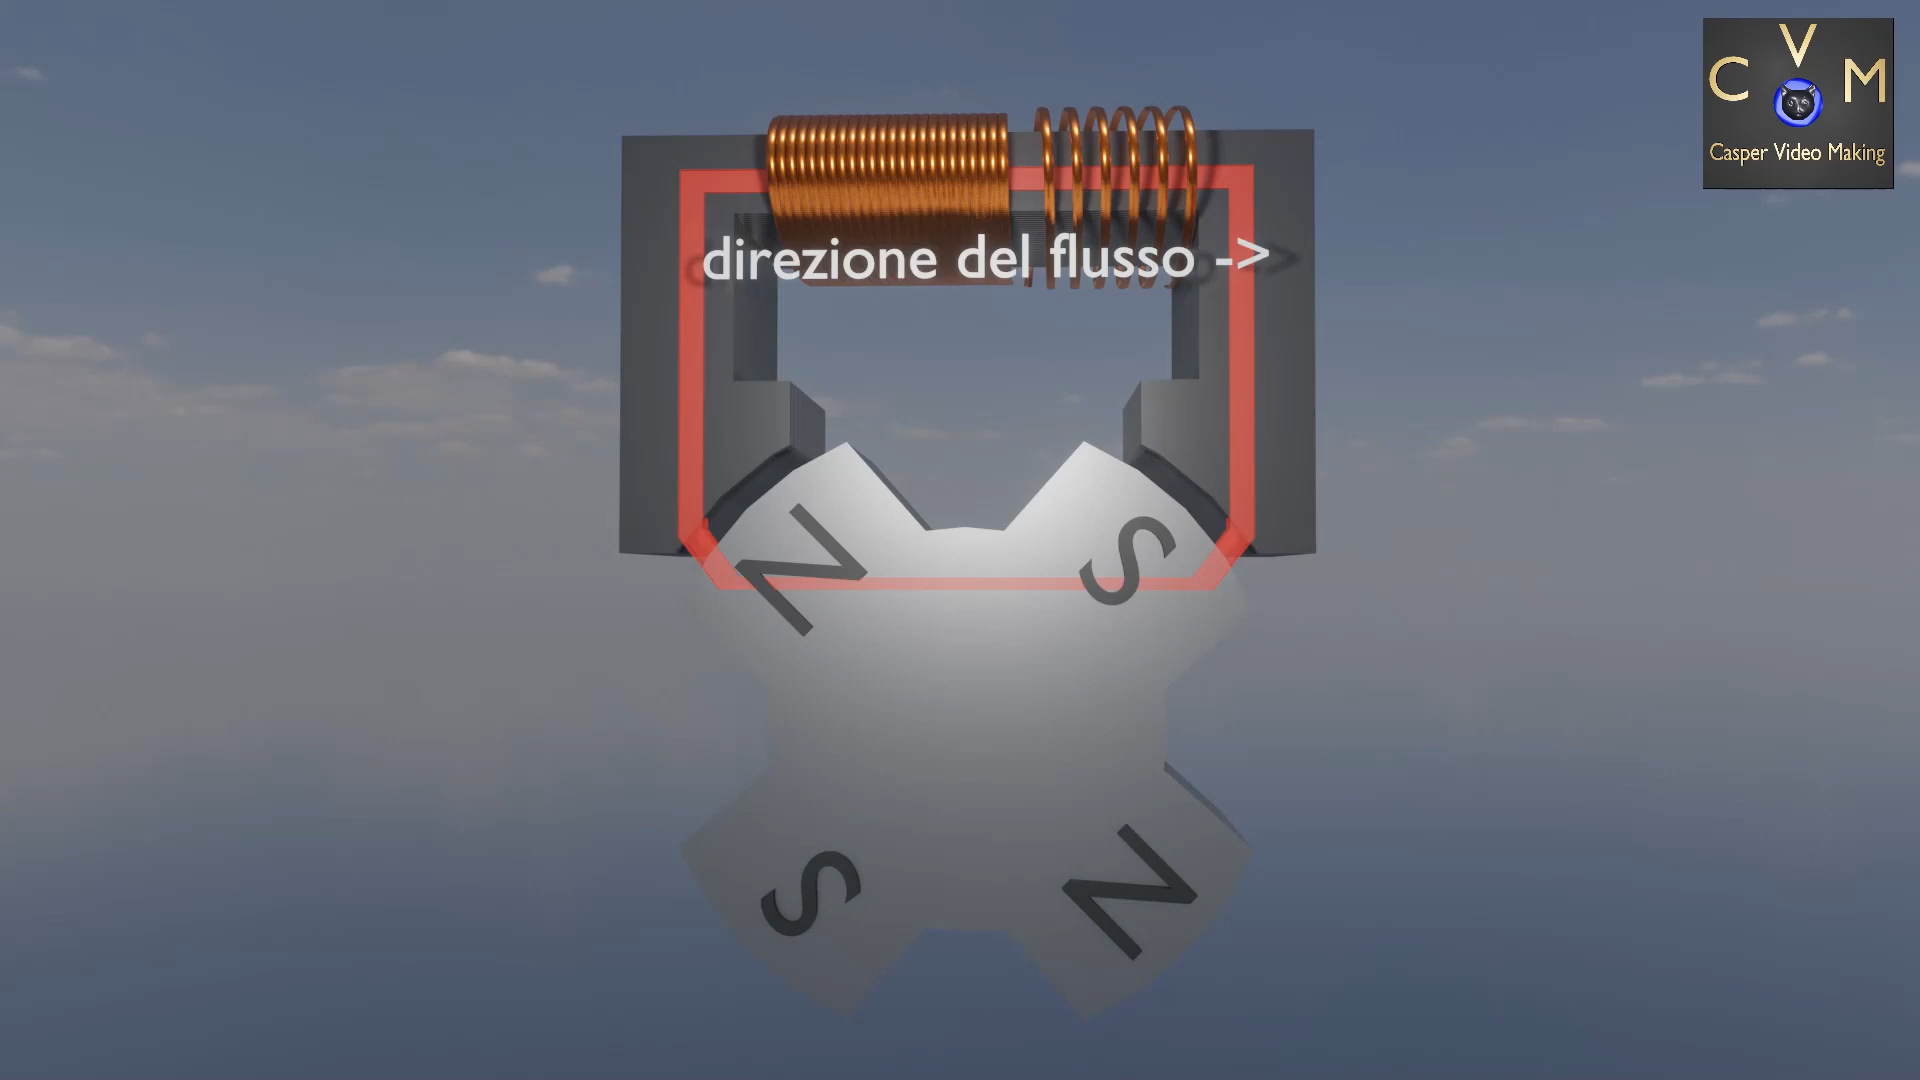 C V M
Casper Video Making
direzione del flusso ->
N S
S N